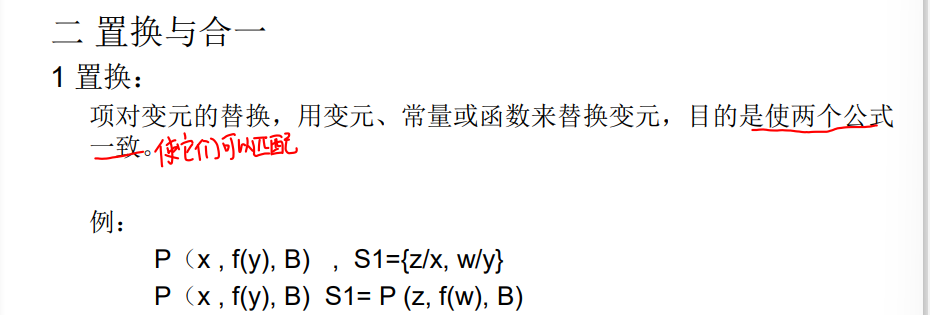 二 置换与合一
1 置换：
项对变元的替换，用变元、常量或函数来替换变元，目的是使两个公式
一致。使它们可以匹配
例：
P（x , f(y), B） , S1={z/x, w/y}
P（x , f(y), B）S1= P (z, f(w), B)